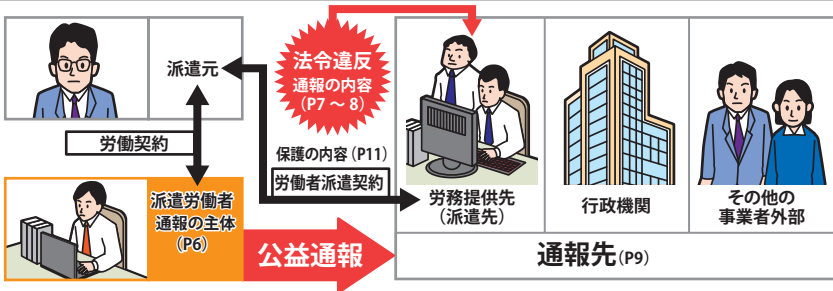 派遣元
労働契約
派遣労働者
通報の主体
(P6)
公益通報
法令違反
通報の内容
(P7～8)
保護の内容(P11)
労働者派遣契約
労務提供先
(派遣先)
行政機関
その他の
事業者外部
通報先(P9)